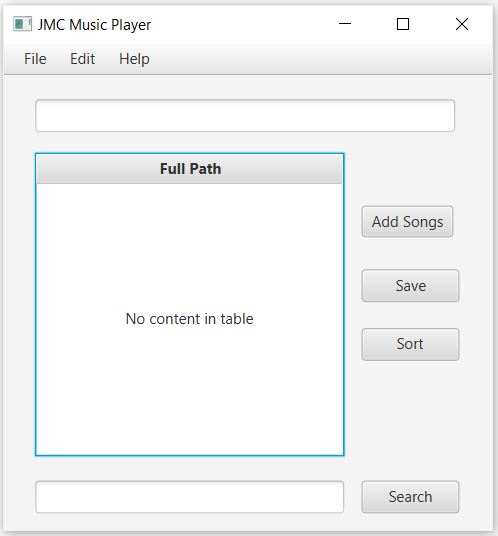 JMC Music Player
File Edit Help
Full Path
Add Songs
No content in table
Save
Sort
Search